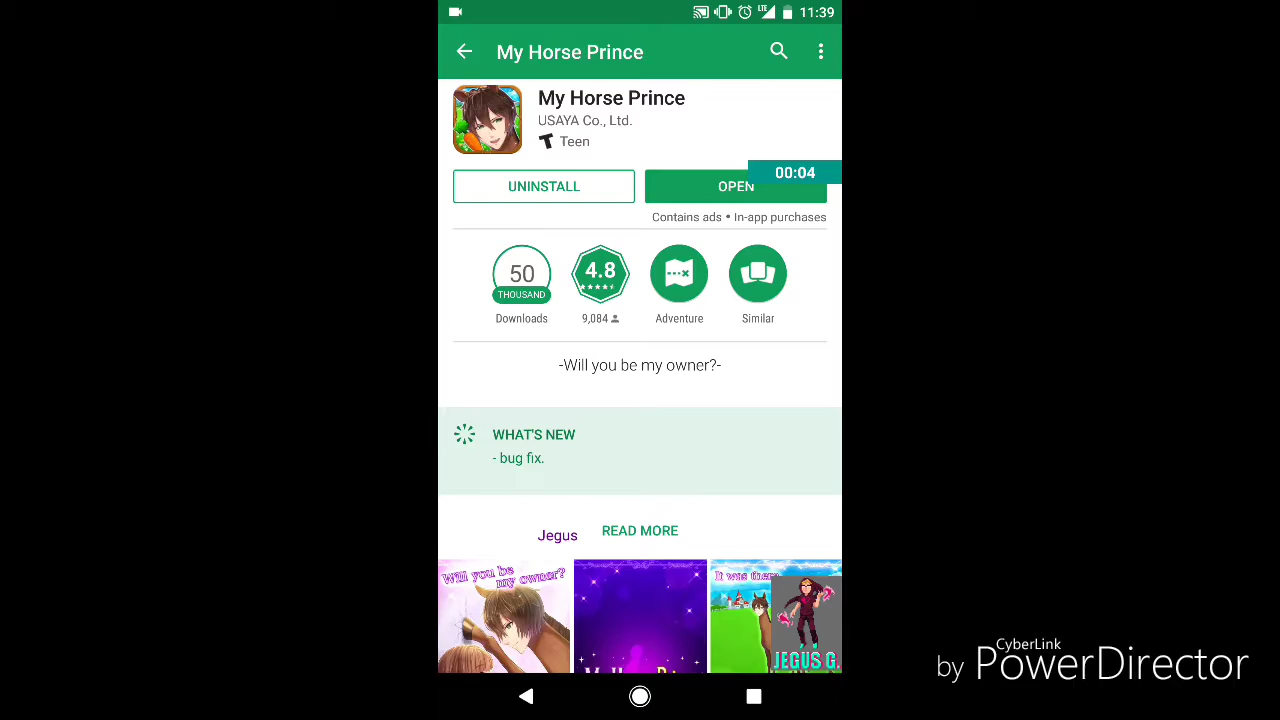 LTE 11:39
My Horse Prince
My Horse Prince
USAYA Co., Ltd.
T Teen
00:04
UNINSTALL
OPEN
Contains ads • In-app purchases
50
THOUSAND
Downloads
4.8
9,084
Adventure
Similar
-Will you be my owner?-
WHAT'S NEW
- bug fix.
Jegus
READ MORE
Will you be
my owner?
It was then
JEGUS G.
CyberLink
by PowerDirector